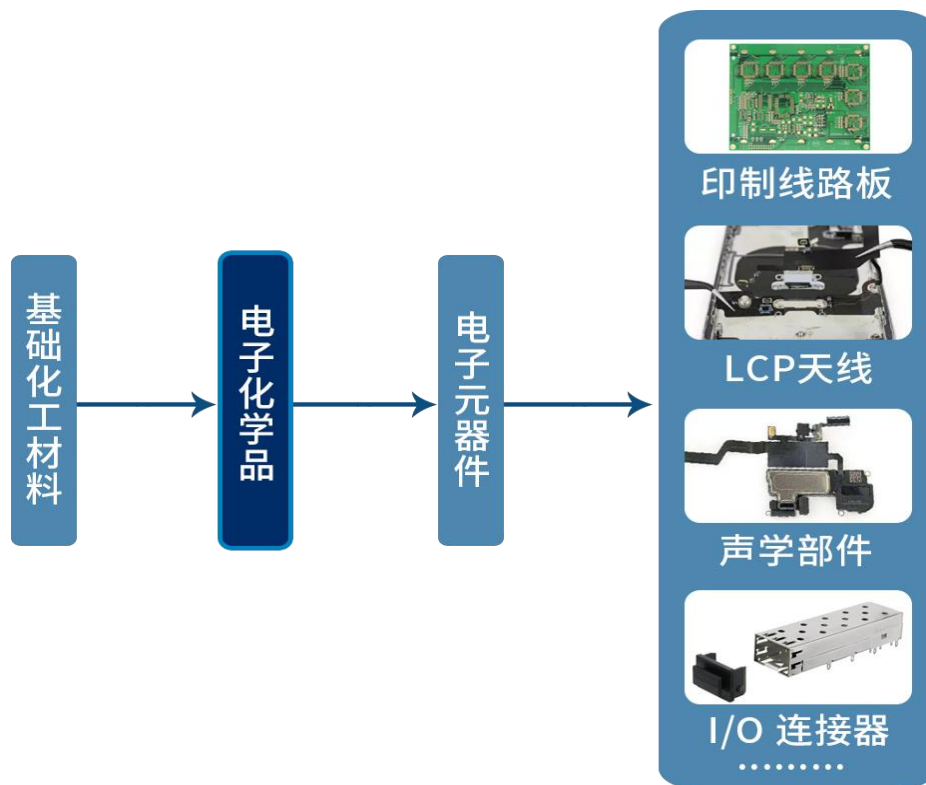 基础化工材料
电子化学品
电子元器件
印制线路板
LCP天线
声学部件
I/O 连接器
………